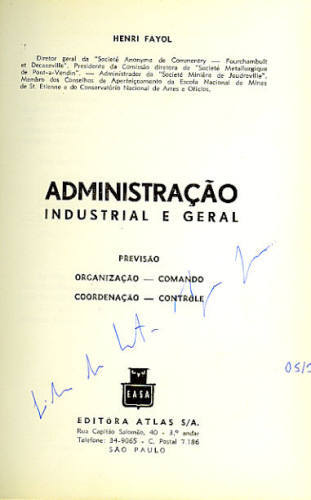 HENRI FAYOL
Diretor geral da "Société Anonyme de Commentry — Fourchambult
et Decazeville". Presidente da Comissão diretora da "Société Metallurgique
de Pont-a-Vendin". — Administrador da "Société Minière de Joudreville".
Membro dos Conselhos de Aperfeiçoamento da Escola Nacional de Minas
de St. Etienne e do Conservatório Nacional de Artes e Ofícios.
ADMINISTRAÇÃO
INDUSTRIAL E GERAL
PREVISÃO
ORGANIZAÇÃO — COMANDO
COORDENAÇÃO — CONTRÔLE
05/
EASA
EDITÔRA ATLAS S/A.
Rua Capitão Salomão, 40 - 3.º andar
Telefone: 34-9065 - C. Postal 7186
SÃO PAULO